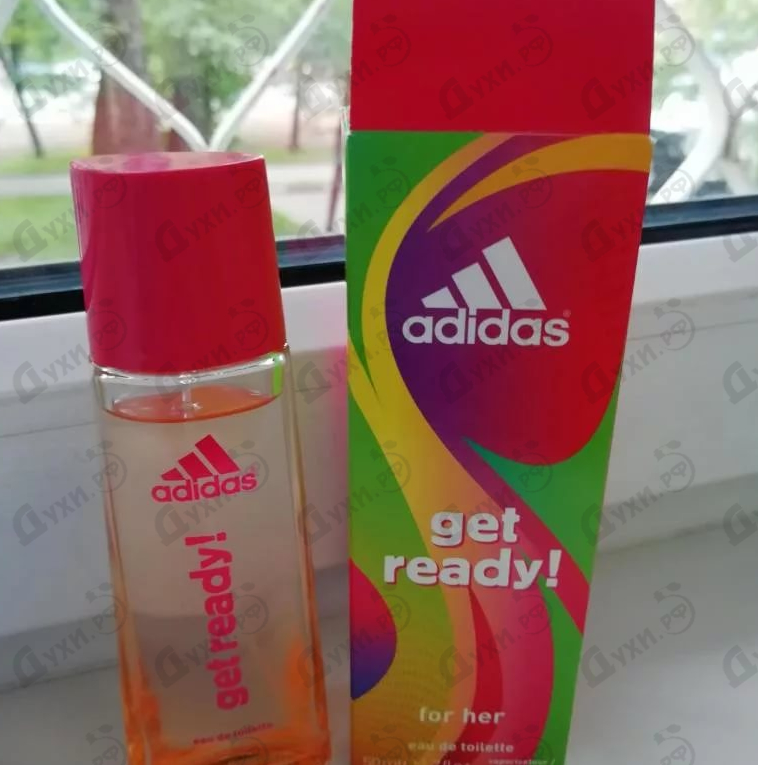 adidas
get
ready!
for her
eau de toilette
adidas
get ready!
eau de toilette
Духи.РФ